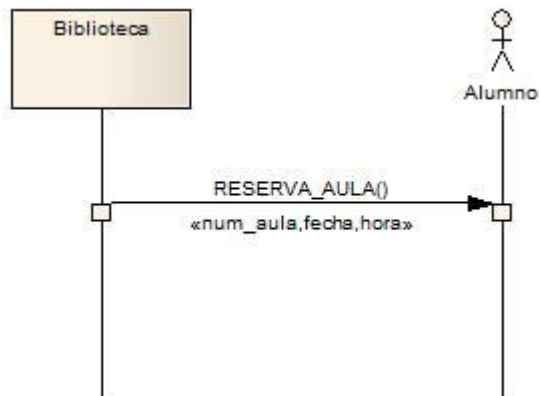 Biblioteca
Alumno
RESERVA_AULA()
«num_aula,fecha,hora»